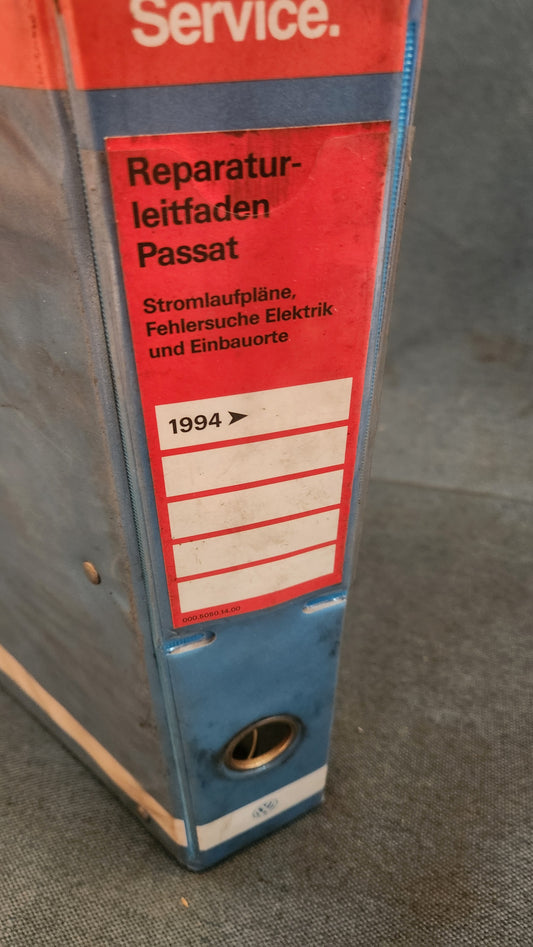 Service.
Reparatur-
leitfaden
Passat
Stromlaufpläne,
Fehlersuche Elektrik
und Einbauorte
1994 ➤
000.5050.14.00